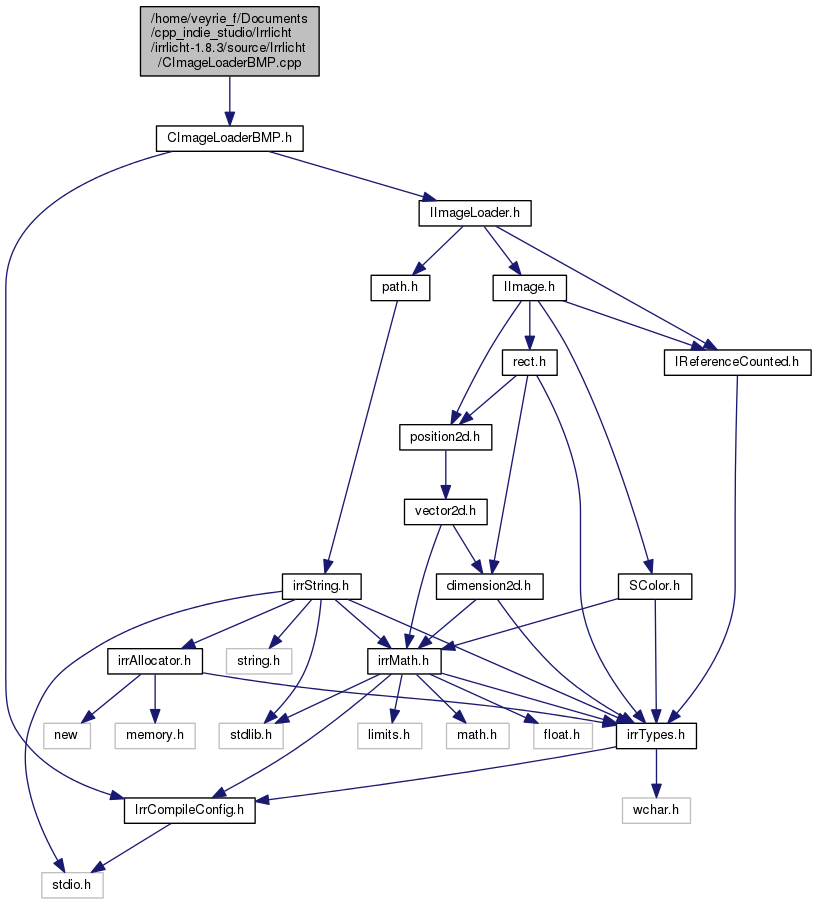 /home/veyrie_f/Documents
/cpp_indie_studio/Irrlicht
/irrlicht-1.8.3/source/Irrlicht
/CImageLoaderBMP.cpp
CImageLoaderBMP.h
IImageLoader.h
path.h
IImage.h
rect.h
IReferenceCounted.h
position2d.h
vector2d.h
irrString.h
dimension2d.h
SColor.h
irrAllocator.h
string.h
irrMath.h
new
memory.h
stdlib.h
limits.h
math.h
float.h
irrTypes.h
IrrCompileConfig.h
wchar.h
stdio.h